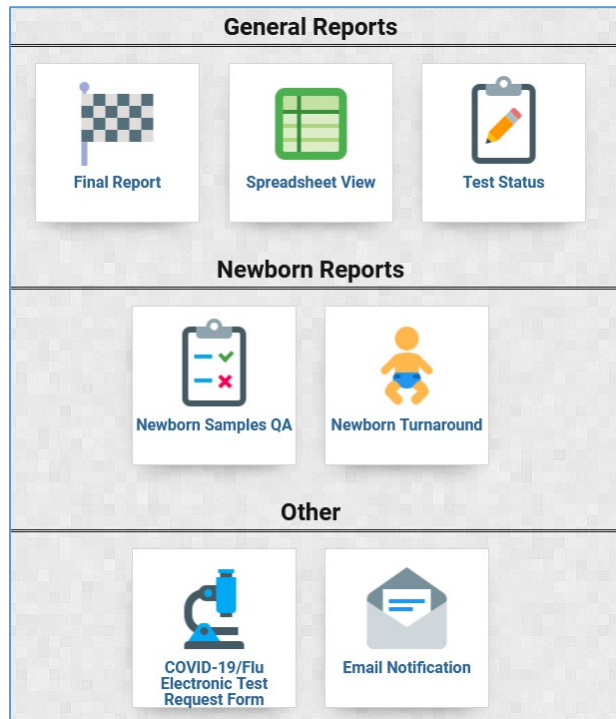 General Reports
Final Report
Spreadsheet View
Test Status
Newborn Reports
Newborn Samples QA
Newborn Turnaround
Other
COVID-19/Flu
Electronic Test
Request Form
Email Notification